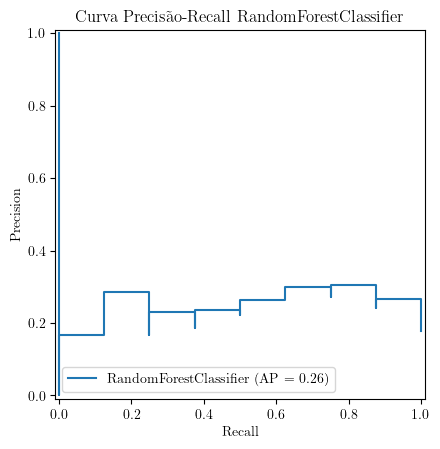 Curva Precisão-Recall RandomForestClassifier
1.0
0.8
0.6
0.4
0.2
0.0
Precision
RandomForestClassifier (AP = 0.26)
0.0 0.2 0.4 0.6 0.8 1.0
Recall